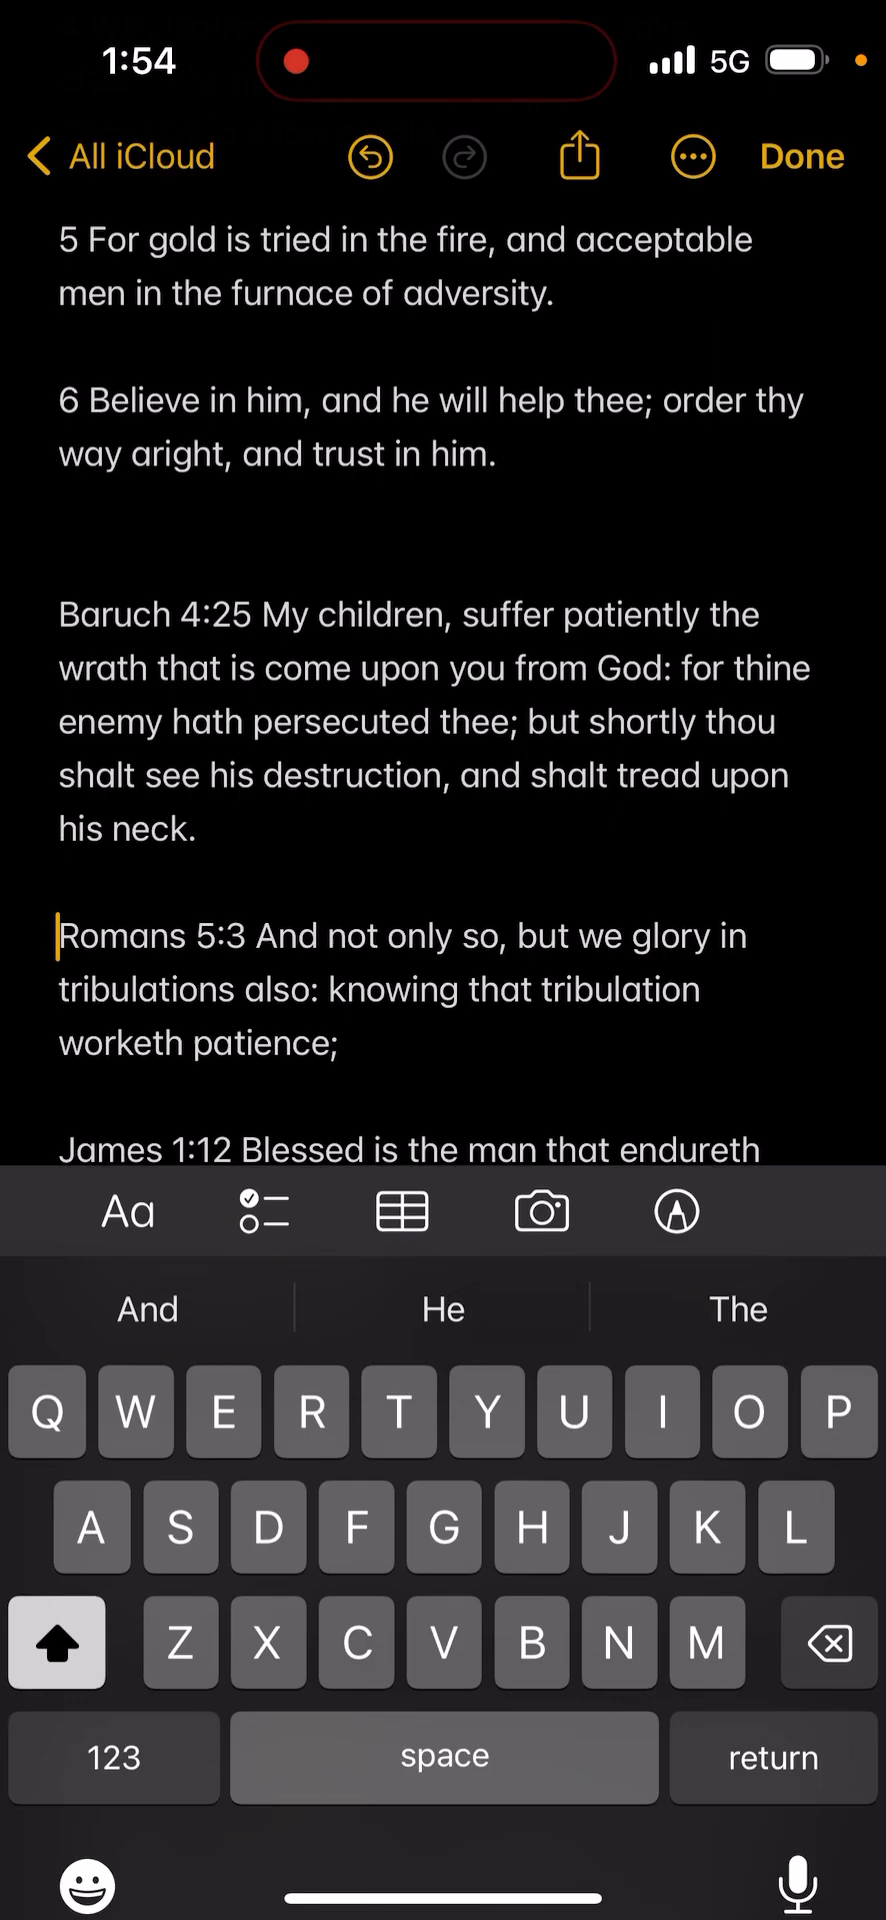 1:54
5G
All iCloud
Done
5 For gold is tried in the fire, and acceptable
men in the furnace of adversity.
6 Believe in him, and he will help thee; order thy
way aright, and trust in him.
Baruch 4:25 My children, suffer patiently the
wrath that is come upon you from God: for thine
enemy hath persecuted thee; but shortly thou
shalt see his destruction, and shalt tread upon
his neck.
Romans 5:3 And not only so, but we glory in
tribulations also: knowing that tribulation
worketh patience;
James 1:12 Blessed is the man that endureth
Aa
And He The
Q W E R T Y U I O P
A S D F G H J K L
Z X C V B N M
123 space return